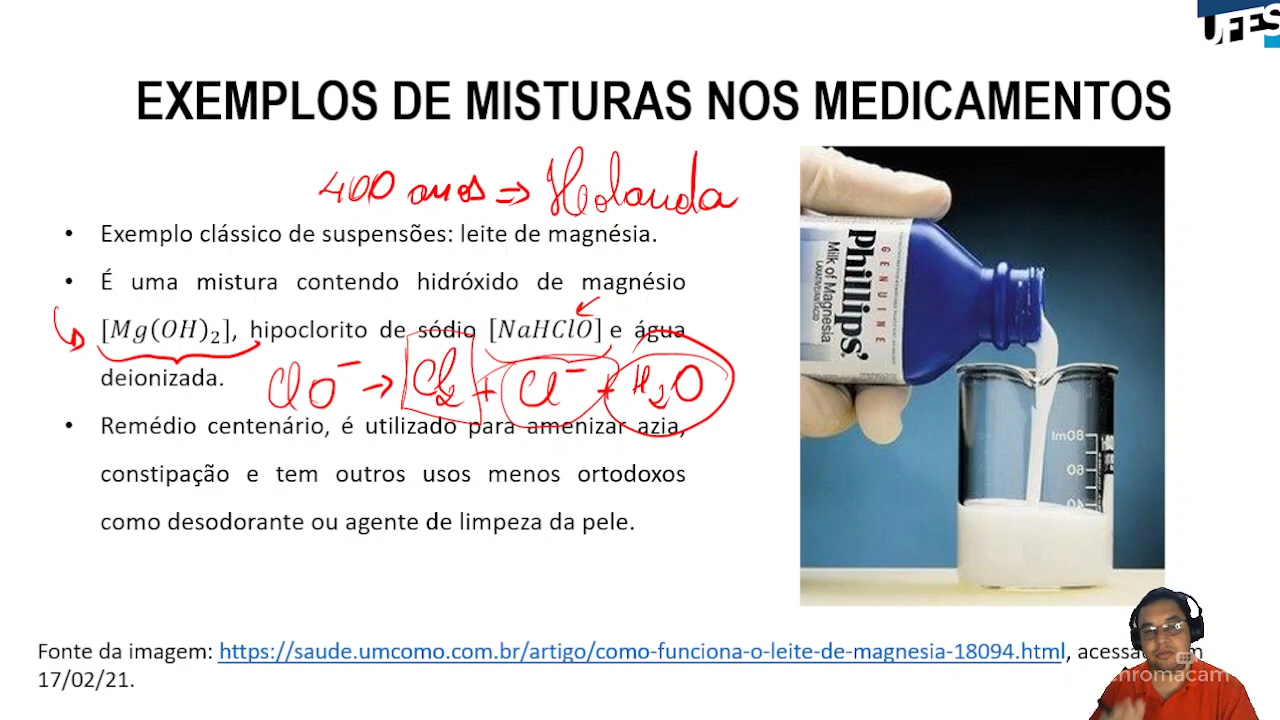 UFES
EXEMPLOS DE MISTURAS NOS MEDICAMENTOS
400 anos ⇒ Holanda
• Exemplo clássico de suspensões: leite de magnésia.
• É uma mistura contendo hidróxido de magnésio
[Mg(OH)₂], hipoclorito de sódio [NaHClO] e água
deionizada.
ClO⁻ → Cl₂ + Cl⁻ + H₂O
• Remédio centenário, é utilizado para amenizar azia,
constipação e tem outros usos menos ortodoxos
como desodorante ou agente de limpeza da pele.
GENUINE
Phillips'
Milk of Magnesia
LAXATIVE/ANTACID
80ml
60
40
Fonte da imagem: https://saude.umcomo.com.br/artigo/como-funciona-o-leite-de-magnesia-18094.html, acessado em
17/02/21.
chromacam